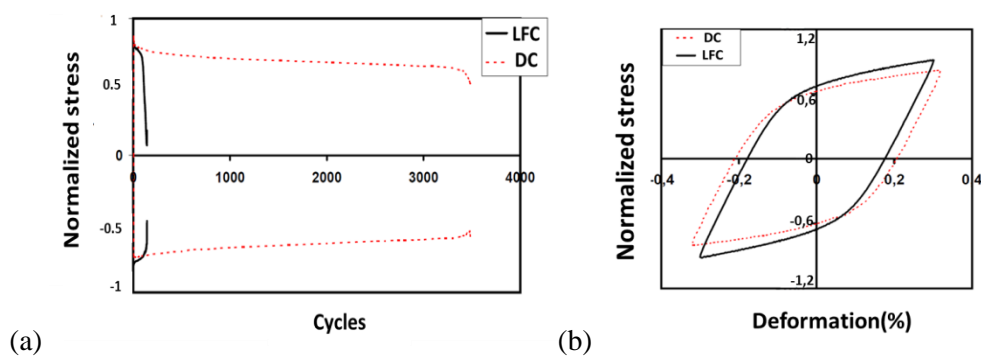 1
0.5
0
-0.5
-1
1000
2000
3000
4000
LFC
DC
Normalized stress
Cycles
(a)
DC
LFC
1,2
0,6
0
-0,6
-1,2
-0,4
-0,2
0
0,2
0,4
Normalized stress
Deformation(%)
(b)